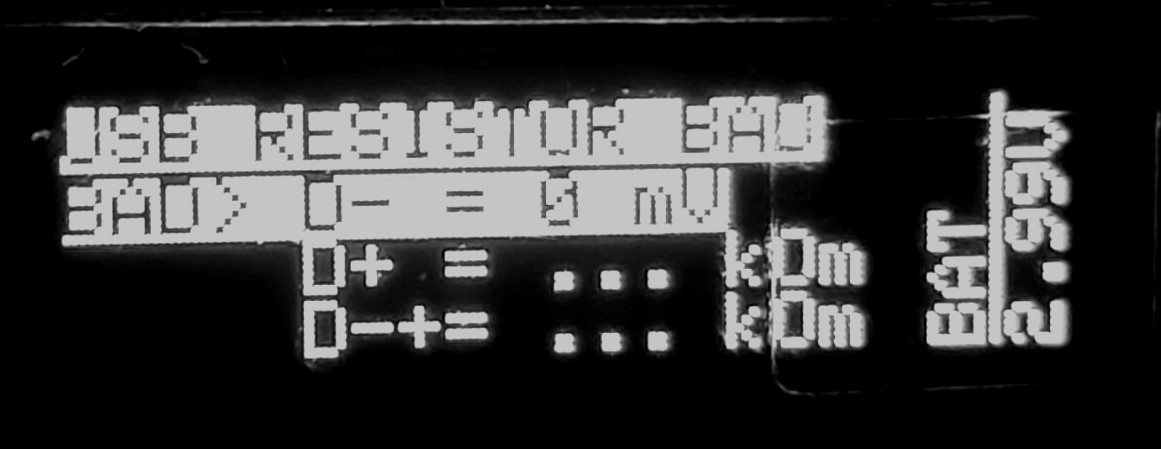 USB RESISTOR BAD
BAD> D- = 0 mV
D+ = ... kOm
D-+= ... kOm
BAT
2.99V